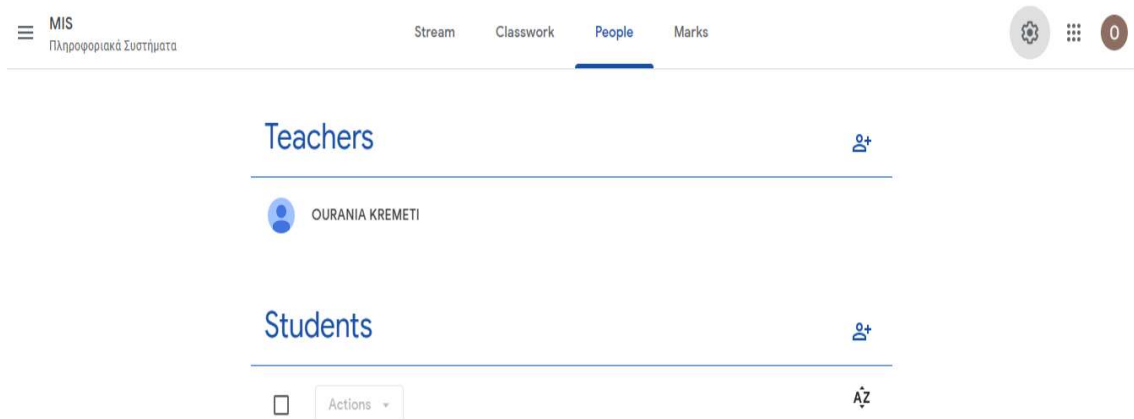 MIS
Πληροφοριακά Συστήματα
Stream Classwork People Marks
O
Teachers
OURANIA KREMETI
Students
Actions
AZ